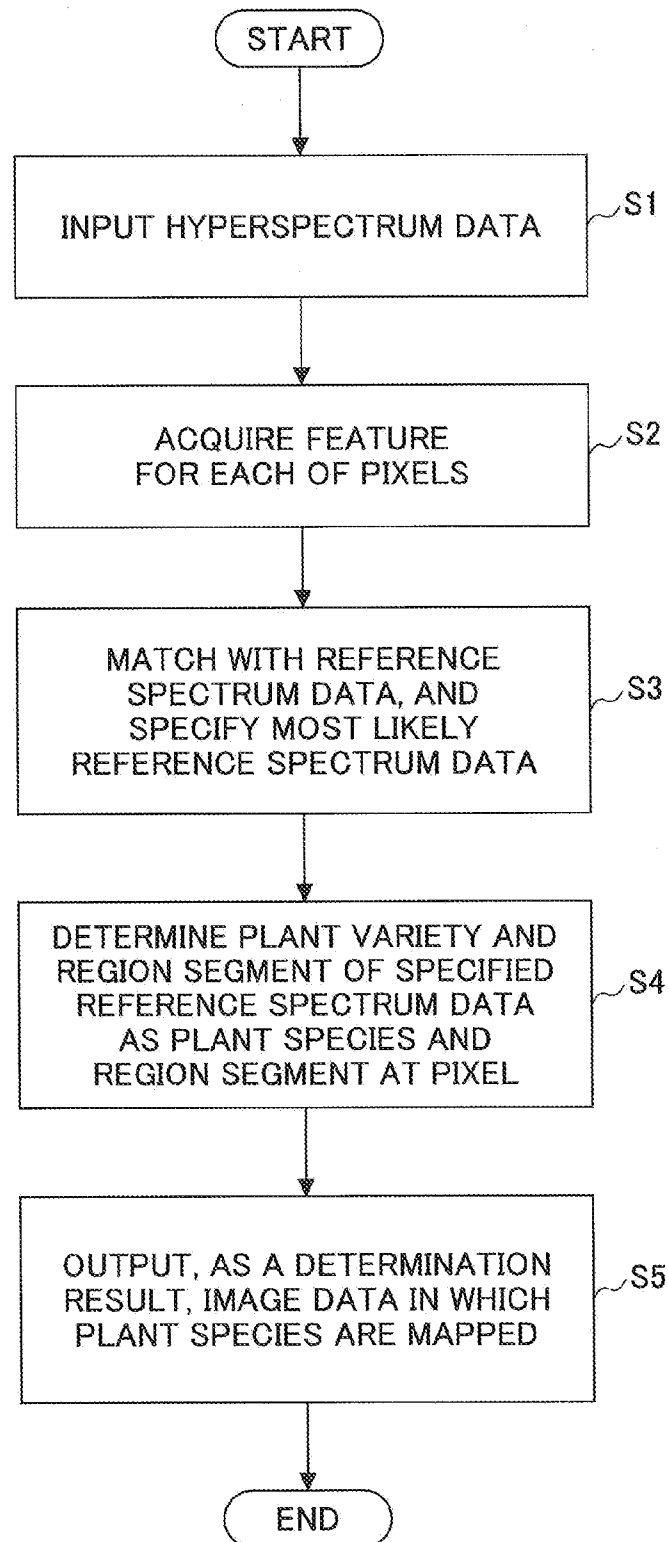 START
INPUT HYPERSPECTRUM DATA
S1
ACQUIRE FEATURE
FOR EACH OF PIXELS
S2
MATCH WITH REFERENCE
SPECTRUM DATA, AND
SPECIFY MOST LIKELY
REFERENCE SPECTRUM DATA
S3
DETERMINE PLANT VARIETY AND
REGION SEGMENT OF SPECIFIED
REFERENCE SPECTRUM DATA
AS PLANT SPECIES AND
REGION SEGMENT AT PIXEL
S4
OUTPUT, AS A DETERMINATION
RESULT, IMAGE DATA IN WHICH
PLANT SPECIES ARE MAPPED
S5
END